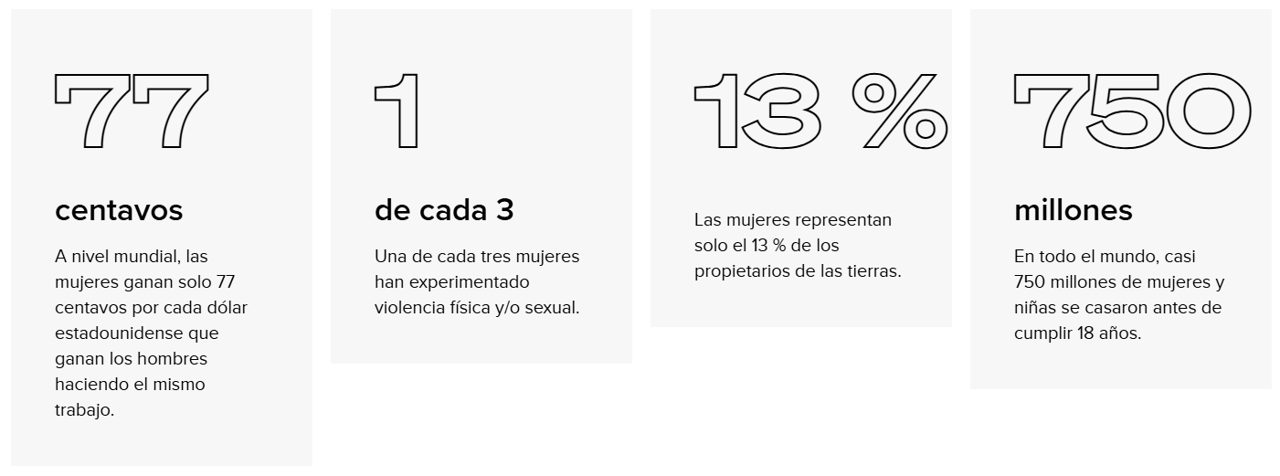 77
centavos
A nivel mundial, las
mujeres ganan solo 77
centavos por cada dólar
estadounidense que
ganan los hombres
haciendo el mismo
trabajo.
1
de cada 3
Una de cada tres mujeres
han experimentado
violencia física y/o sexual.
13 %
Las mujeres representan
solo el 13 % de los
propietarios de las tierras.
750
millones
En todo el mundo, casi
750 millones de mujeres y
niñas se casaron antes de
cumplir 18 años.